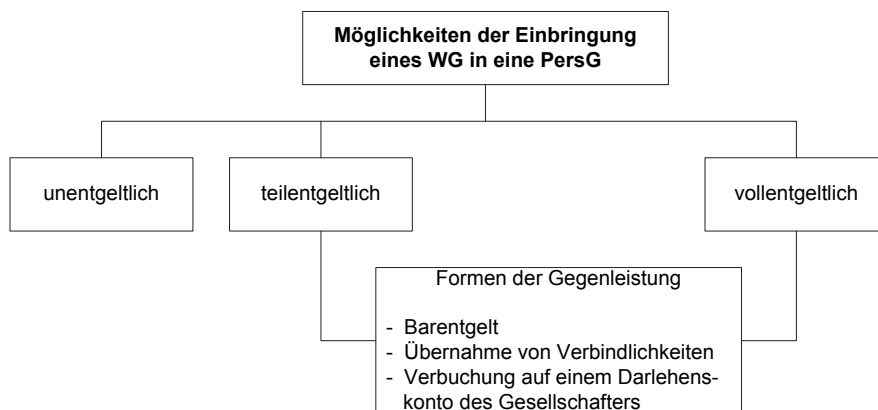 Möglichkeiten der Einbringung
eines WG in eine PersG
unentgeltlich
teilentgeltlich
vollentgeltlich
Formen der Gegenleistung
- Barentgelt
- Übernahme von Verbindlichkeiten
- Verbuchung auf einem Darlehens-
konto des Gesellschafters